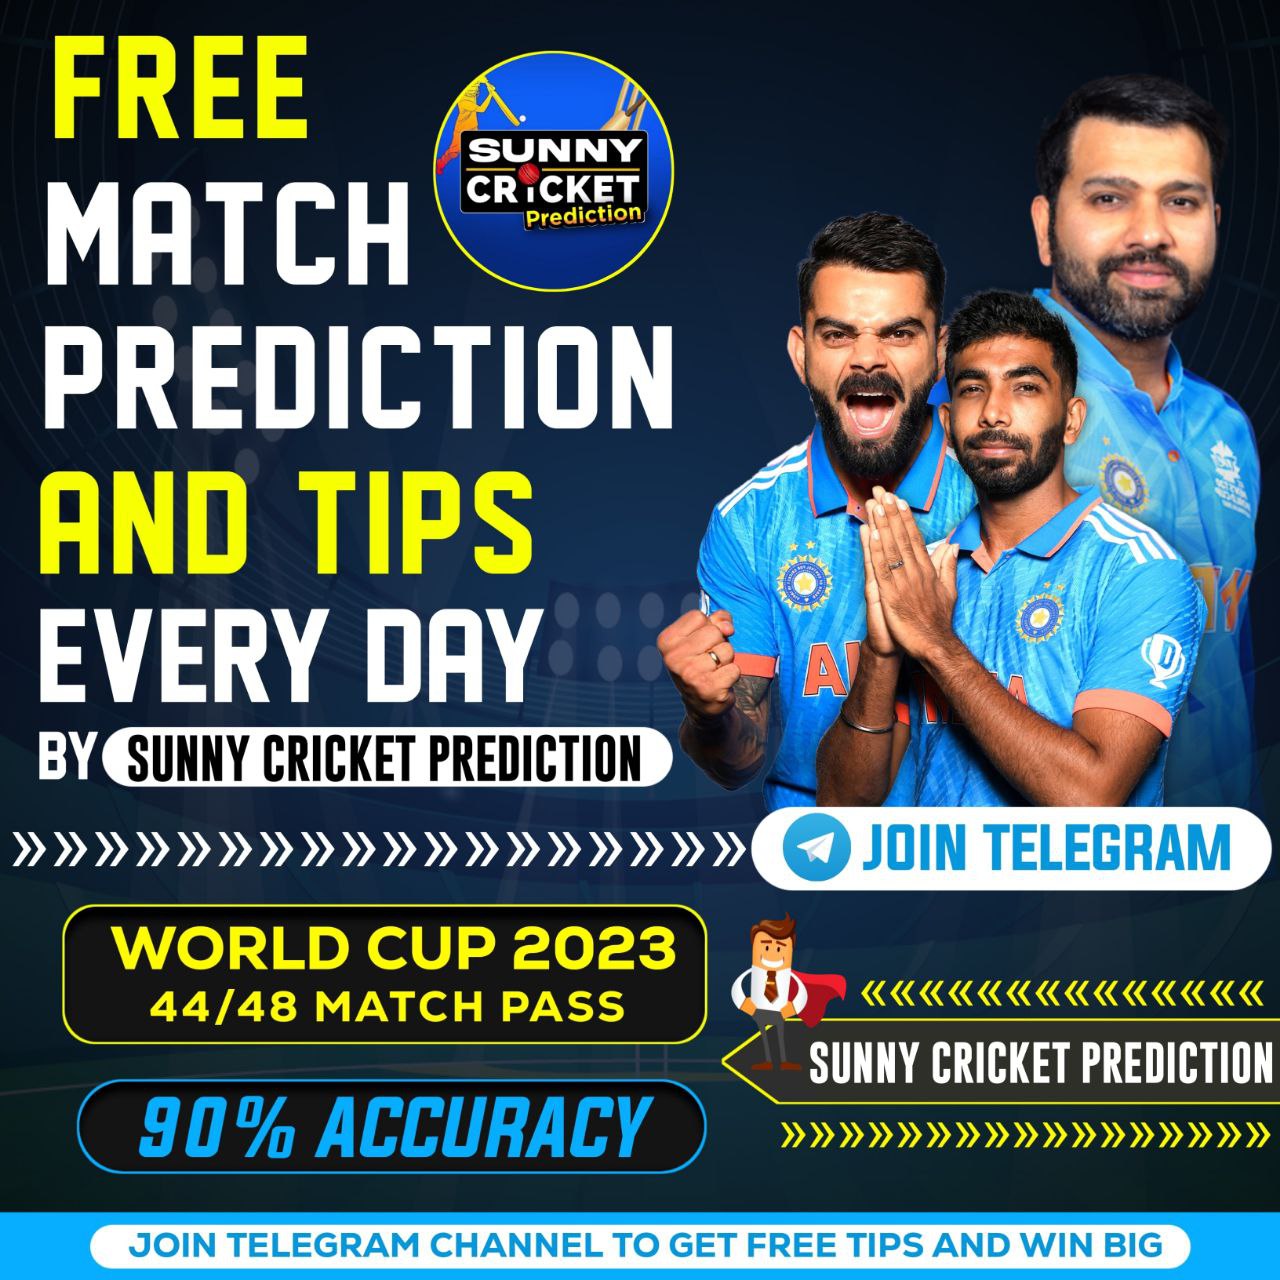 FREE
MATCH
PREDICTION
AND TIPS
EVERY DAY
BY SUNNY CRICKET PREDICTION
SUNNY
CRICKET
Prediction
JOIN TELEGRAM
WORLD CUP 2023
44/48 MATCH PASS
90% ACCURACY
SUNNY CRICKET PREDICTION
JOIN TELEGRAM CHANNEL TO GET FREE TIPS AND WIN BIG